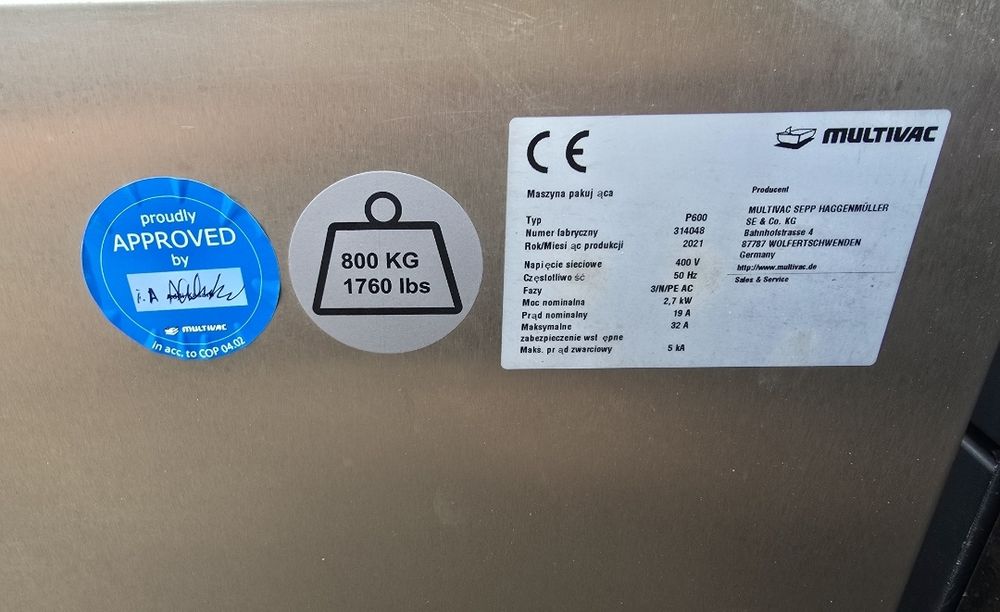 proudly
APPROVED
by
i.A
MULTIVAC
in acc. to COP 04.02
800 KG
1760 lbs
CE
MULTIVAC
Maszyna pakuj ąca
Typ P600
Numer fabryczny 314048
Rok/Miesi ąc produkcji 2021
Napięcie sieciowe 400 V
Częstotliwo ść 50 Hz
Fazy 3/N/PE AC
Moc nominalna 2,7 kW
Prąd nominalny 19 A
Maksymalne 32 A
zabezpieczenie wst ępne
Maks. pr ąd zwarciowy 5 kA
Producent
MULTIVAC SEPP HAGGENMÜLLER
SE & Co. KG
Bahnhofstrasse 4
87787 WOLFERTSCHWENDEN
Germany
http://www.multivac.de
Sales & Service